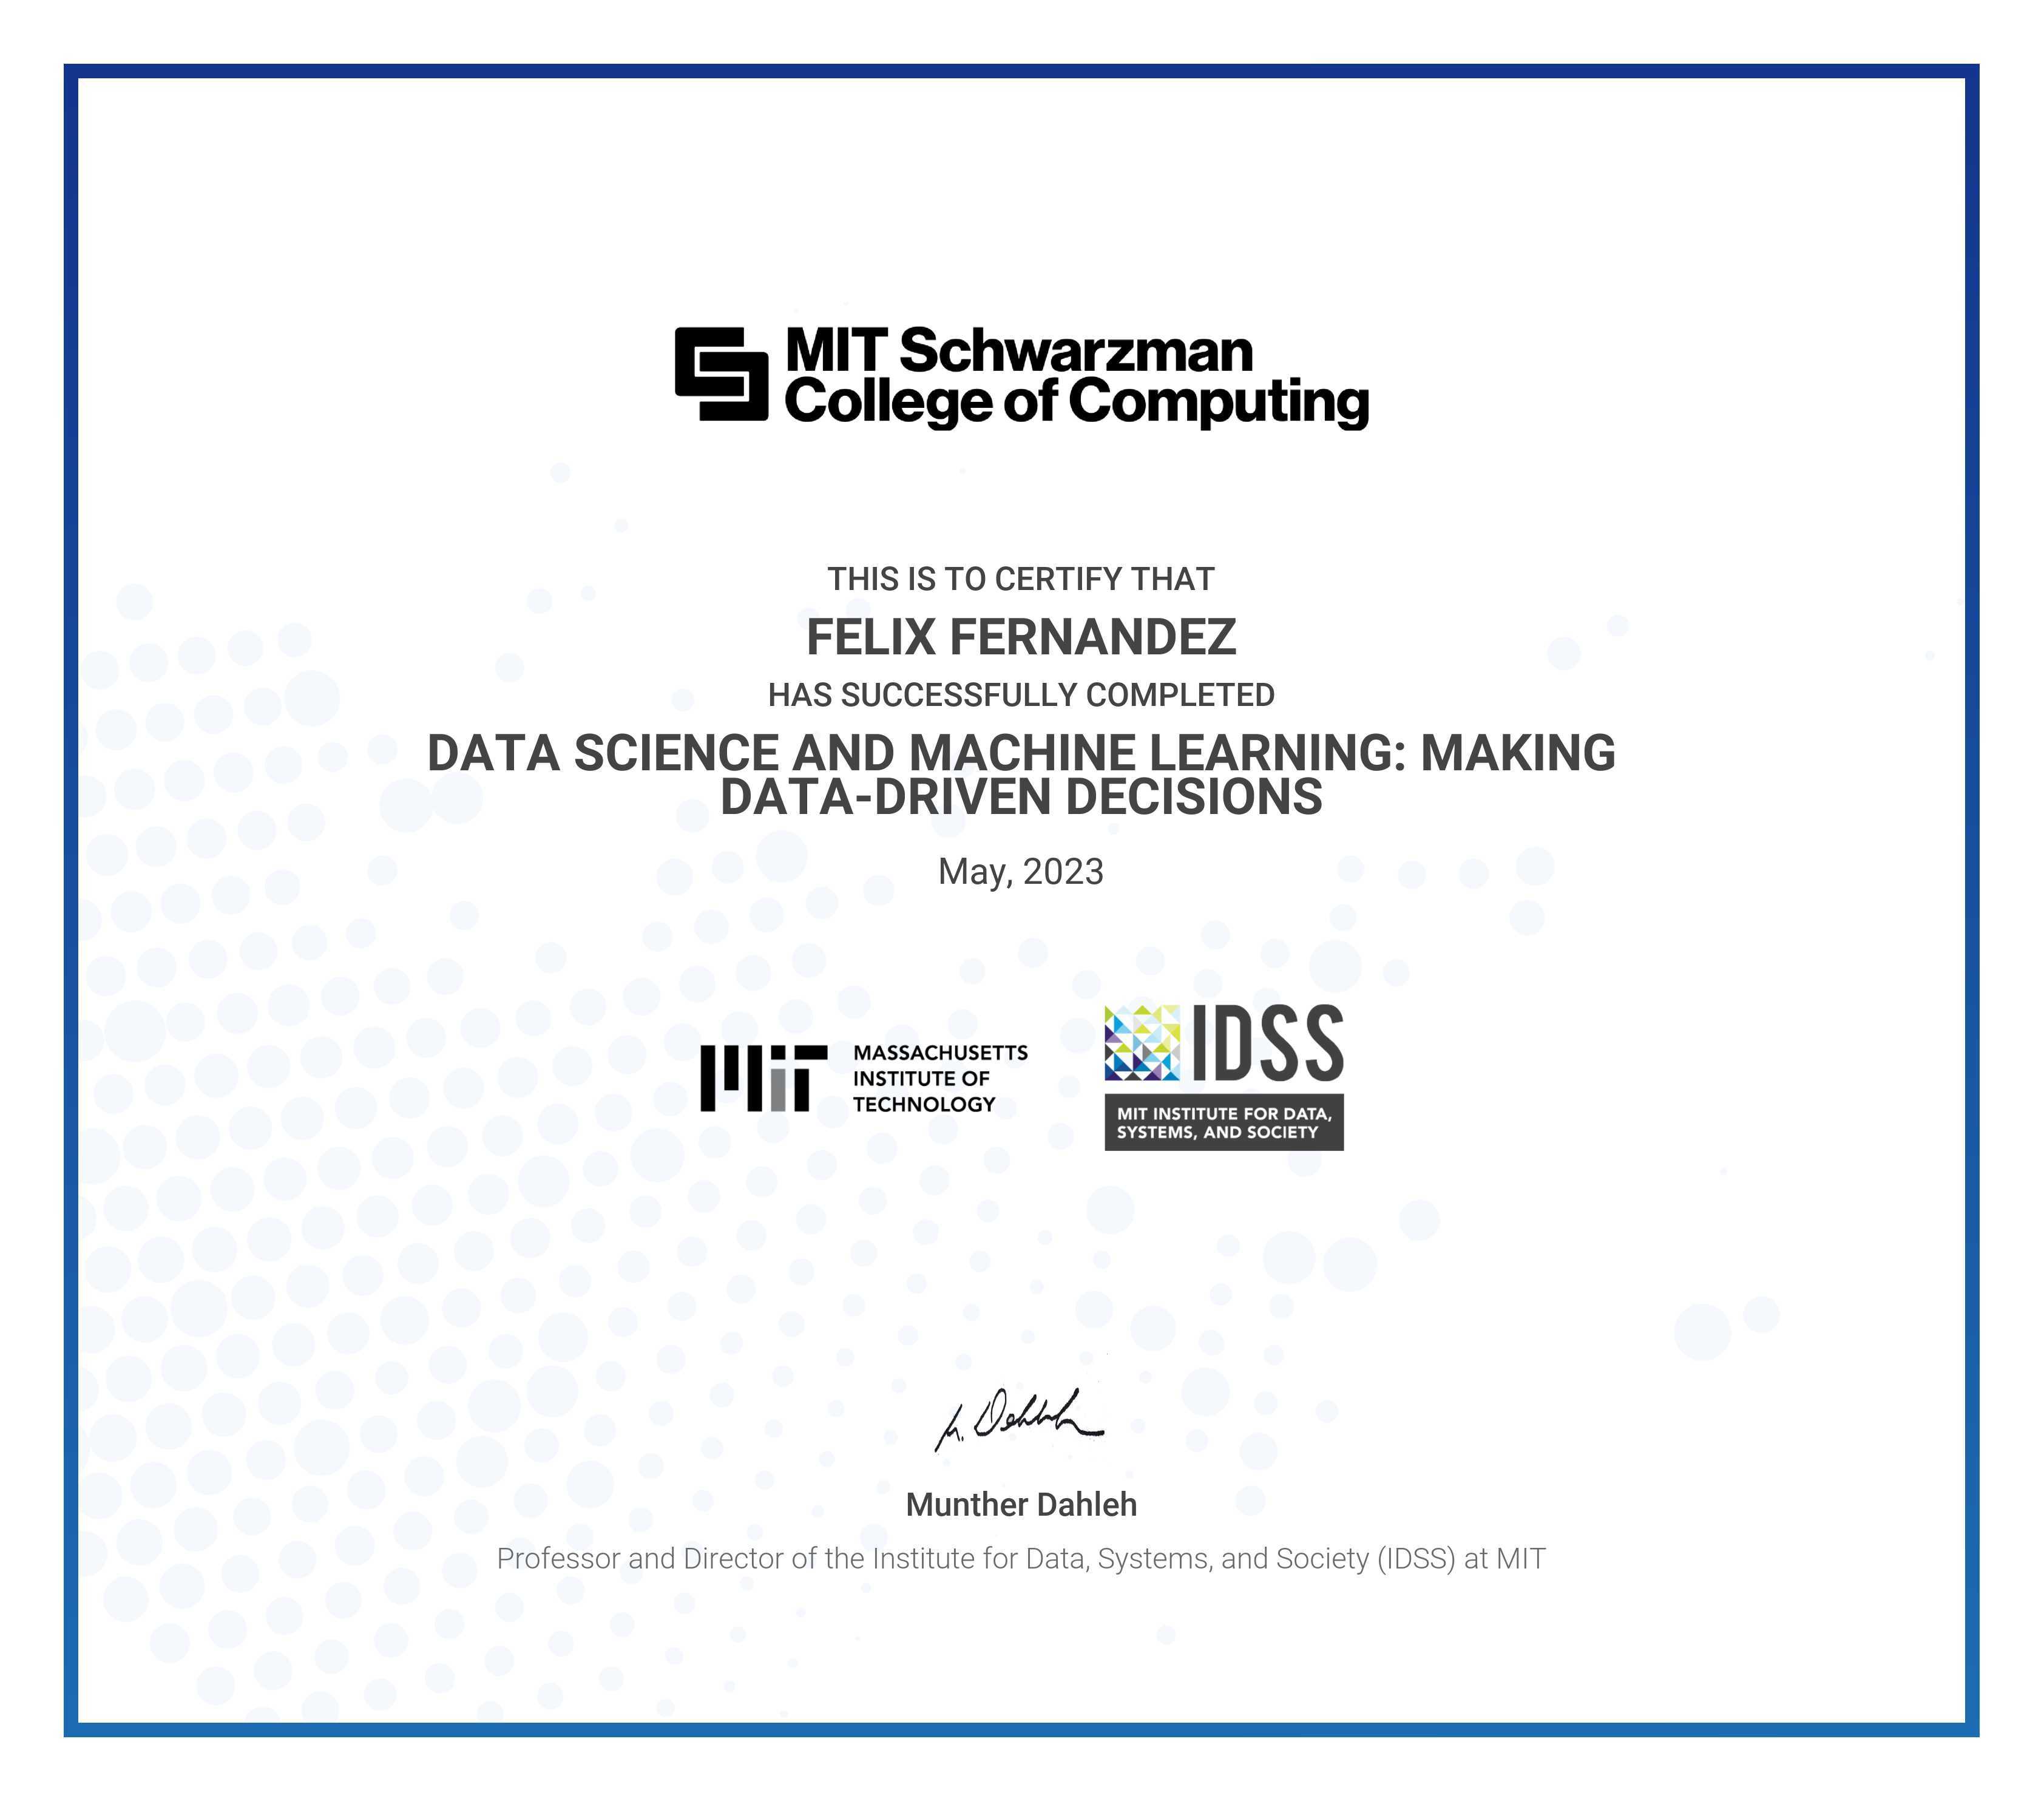 MIT Schwarzman
College of Computing
THIS IS TO CERTIFY THAT
FELIX FERNANDEZ
HAS SUCCESSFULLY COMPLETED
DATA SCIENCE AND MACHINE LEARNING: MAKING
DATA-DRIVEN DECISIONS
May, 2023
MIT
MASSACHUSETTS
INSTITUTE OF
TECHNOLOGY
IDSS
MIT INSTITUTE FOR DATA,
SYSTEMS, AND SOCIETY
Munther Dahleh
Professor and Director of the Institute for Data, Systems, and Society (IDSS) at MIT